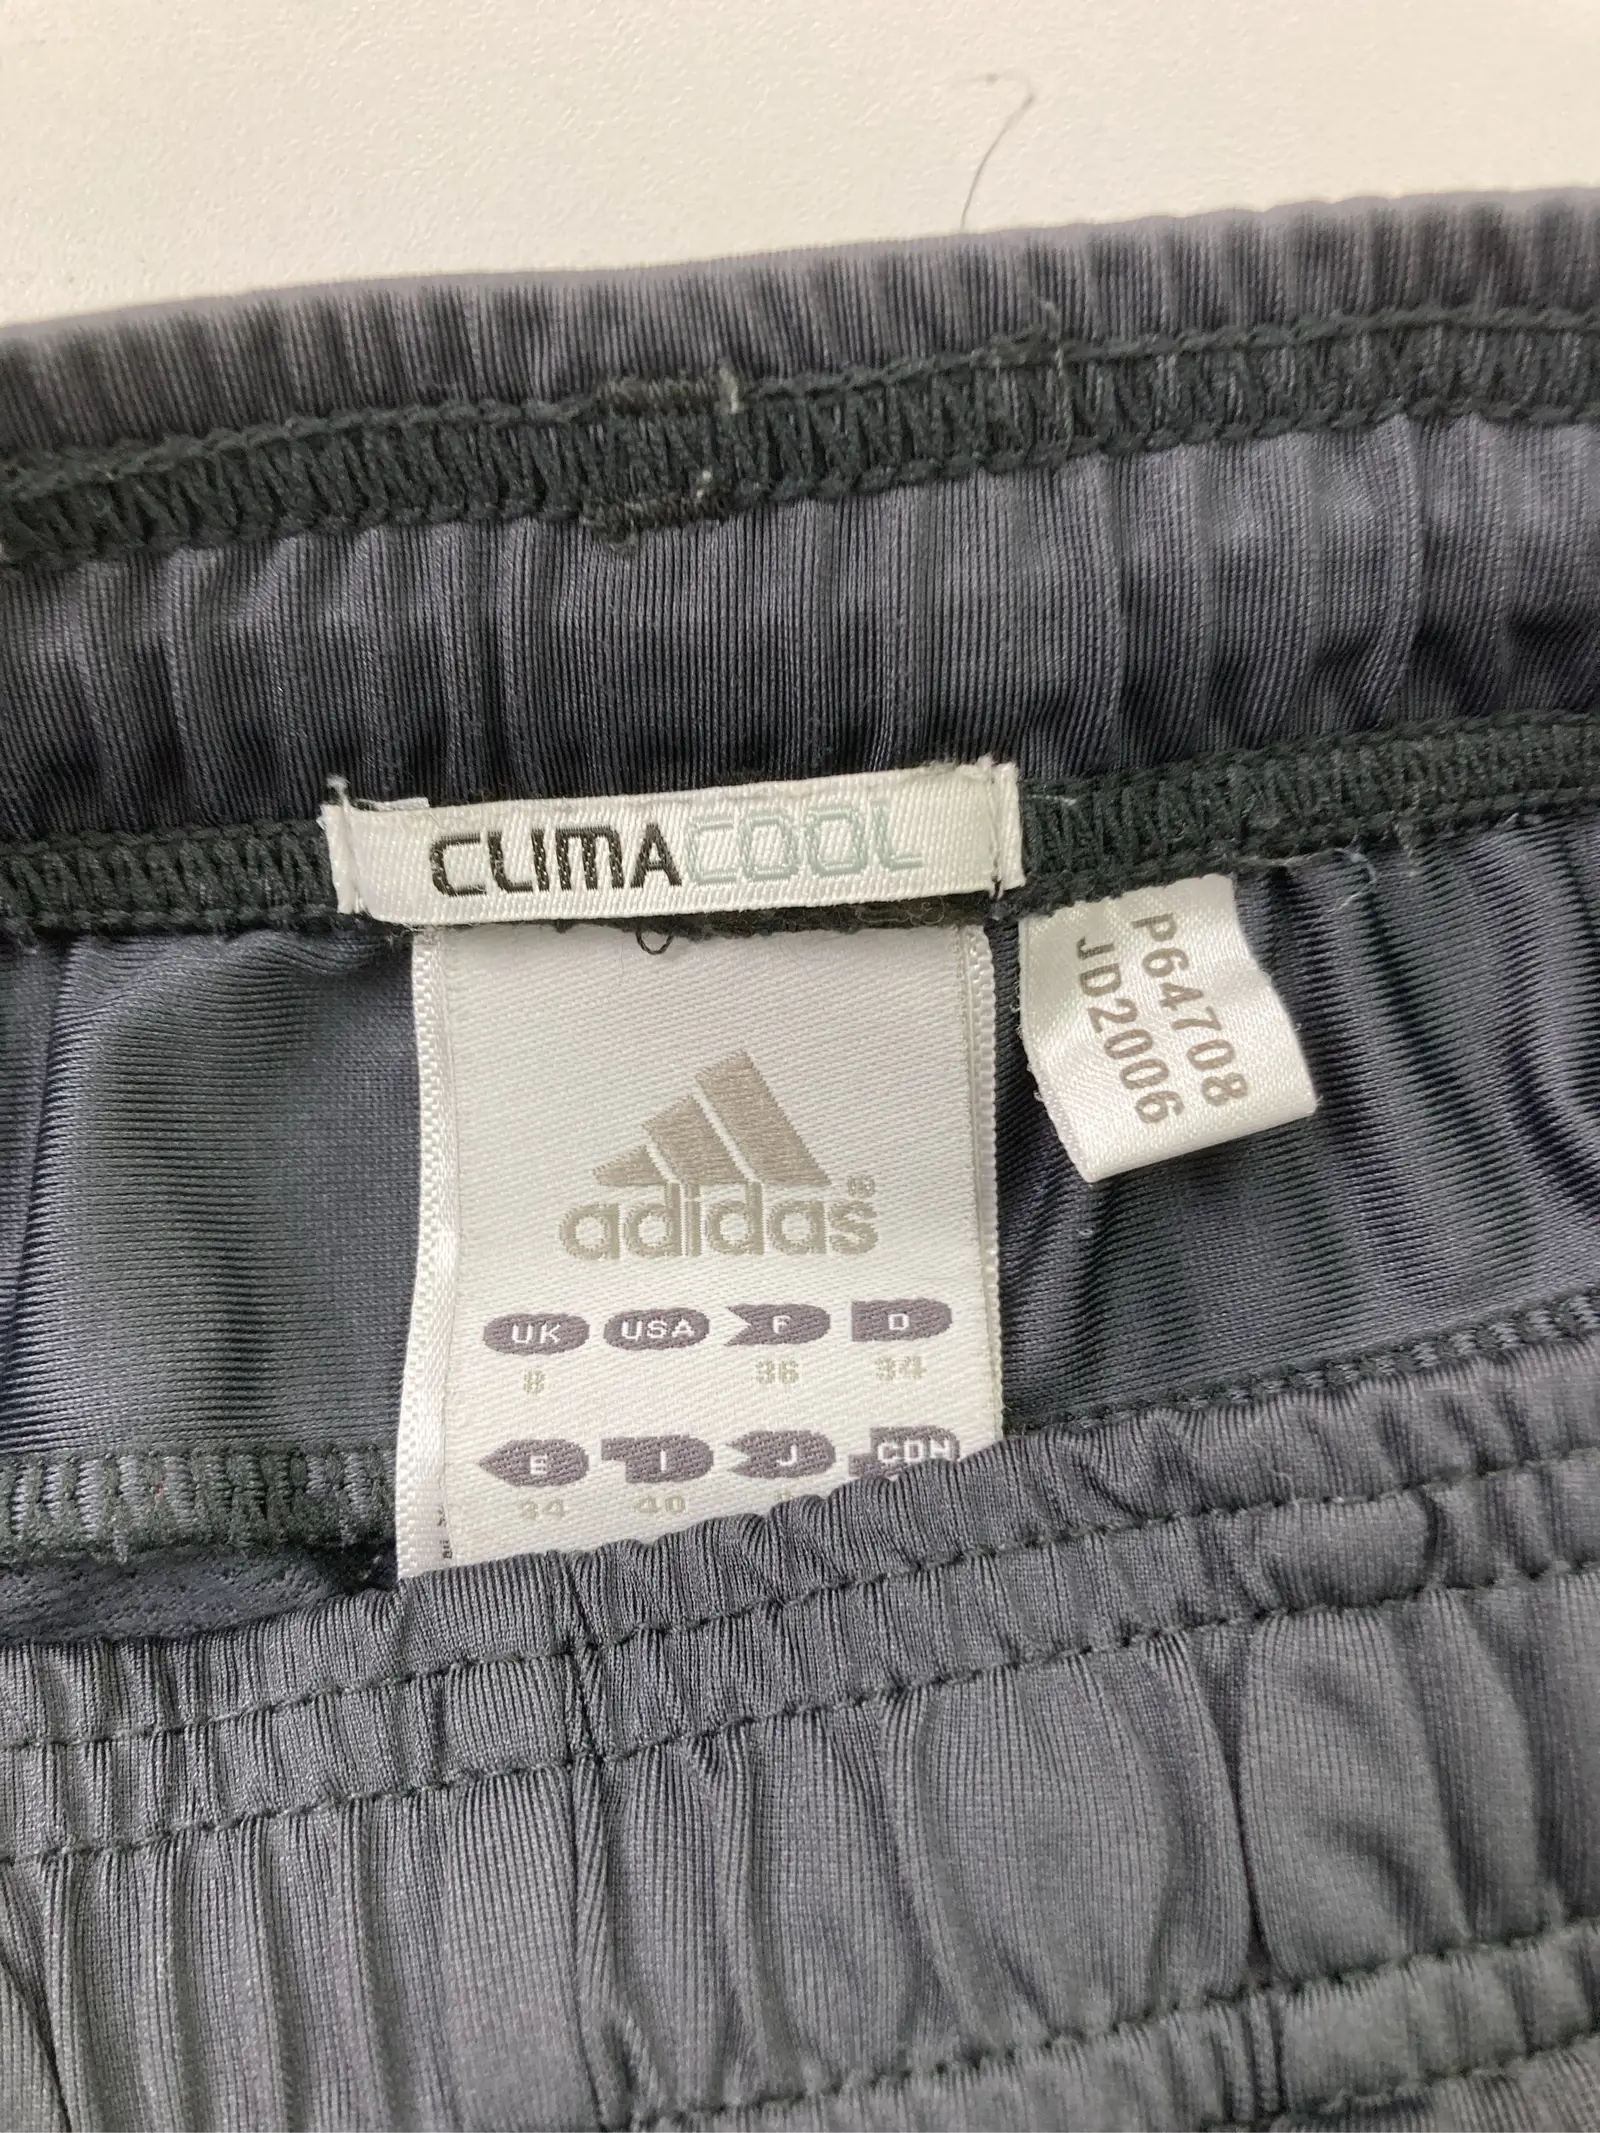 CLIMACOOL
P64708
JD2006
adidas®
UK USA F D
8 36 34
E I J CDN
34 40